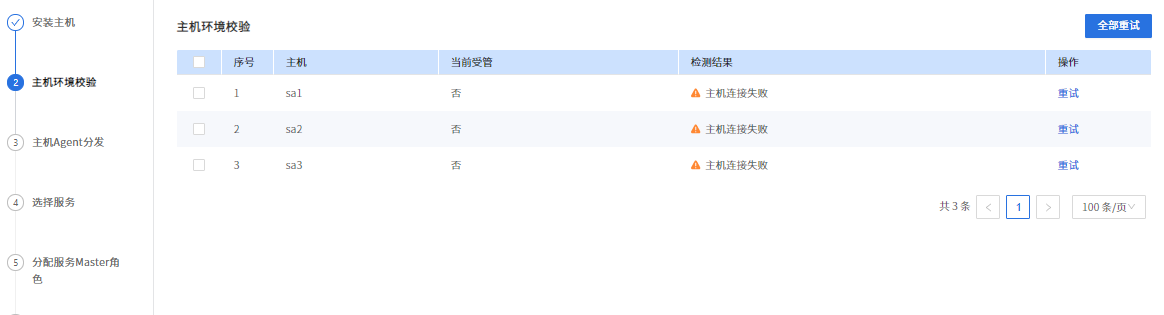 安装主机
2
主机环境校验
3
主机Agent分发
4
选择服务
5
分配服务Master角
色
主机环境校验
全部重试
序号 主机 当前受管 检测结果 操作
1 sa1 否 主机连接失败 重试
2 sa2 否 主机连接失败 重试
3 sa3 否 主机连接失败 重试
共 3 条 < 1 > 100 条/页